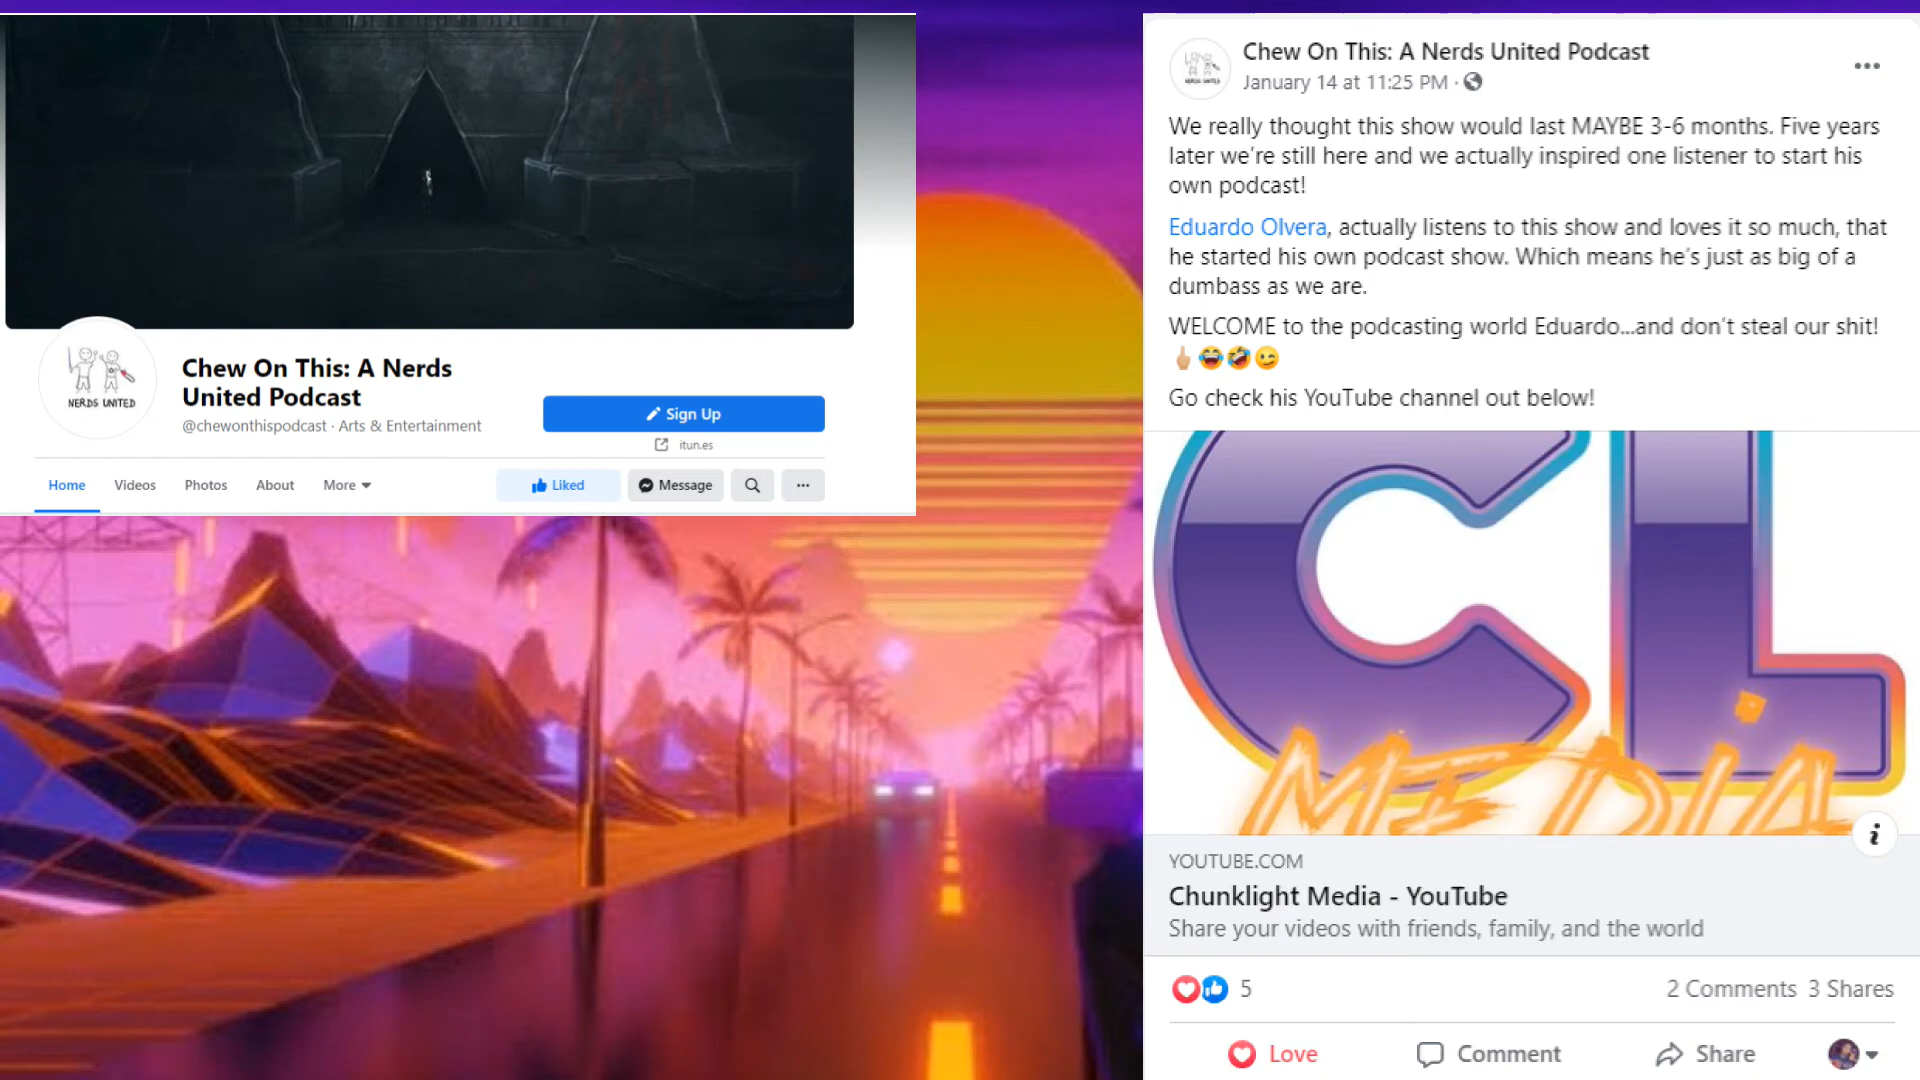 NERDS UNITED
Chew On This: A Nerds
United Podcast
@chewonthispodcast · Arts & Entertainment
Sign Up
itun.es
Home
Videos
Photos
About
More
Liked
Message
Chew On This: A Nerds United Podcast
January 14 at 11:25 PM ·
We really thought this show would last MAYBE 3-6 months. Five years
later we’re still here and we actually inspired one listener to start his
own podcast!
Eduardo Olvera, actually listens to this show and loves it so much, that
he started his own podcast show. Which means he’s just as big of a
dumbass as we are.
WELCOME to the podcasting world Eduardo...and don’t steal our shit!
🖕🏼😂🤣😉
Go check his YouTube channel out below!
CL
MEDIA
YOUTUBE.COM
Chunklight Media - YouTube
Share your videos with friends, family, and the world
5
2 Comments 3 Shares
Love
Comment
Share